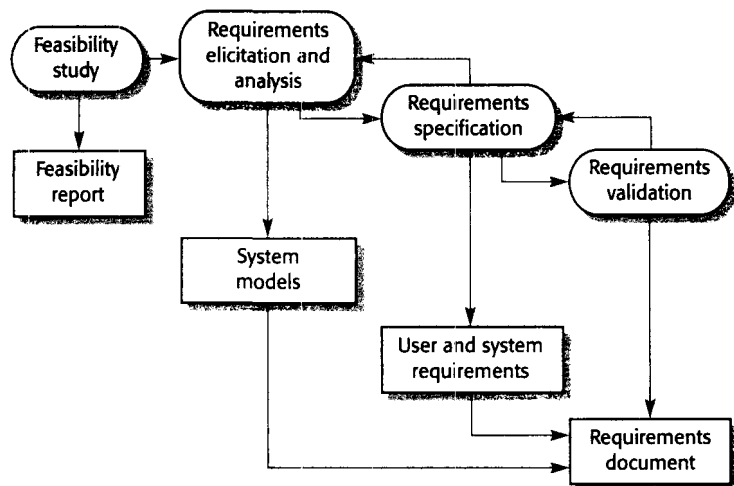 Feasibility
study
Requirements
elicitation and
analysis
Requirements
specification
Requirements
validation
Feasibility
report
System
models
User and system
requirements
Requirements
document